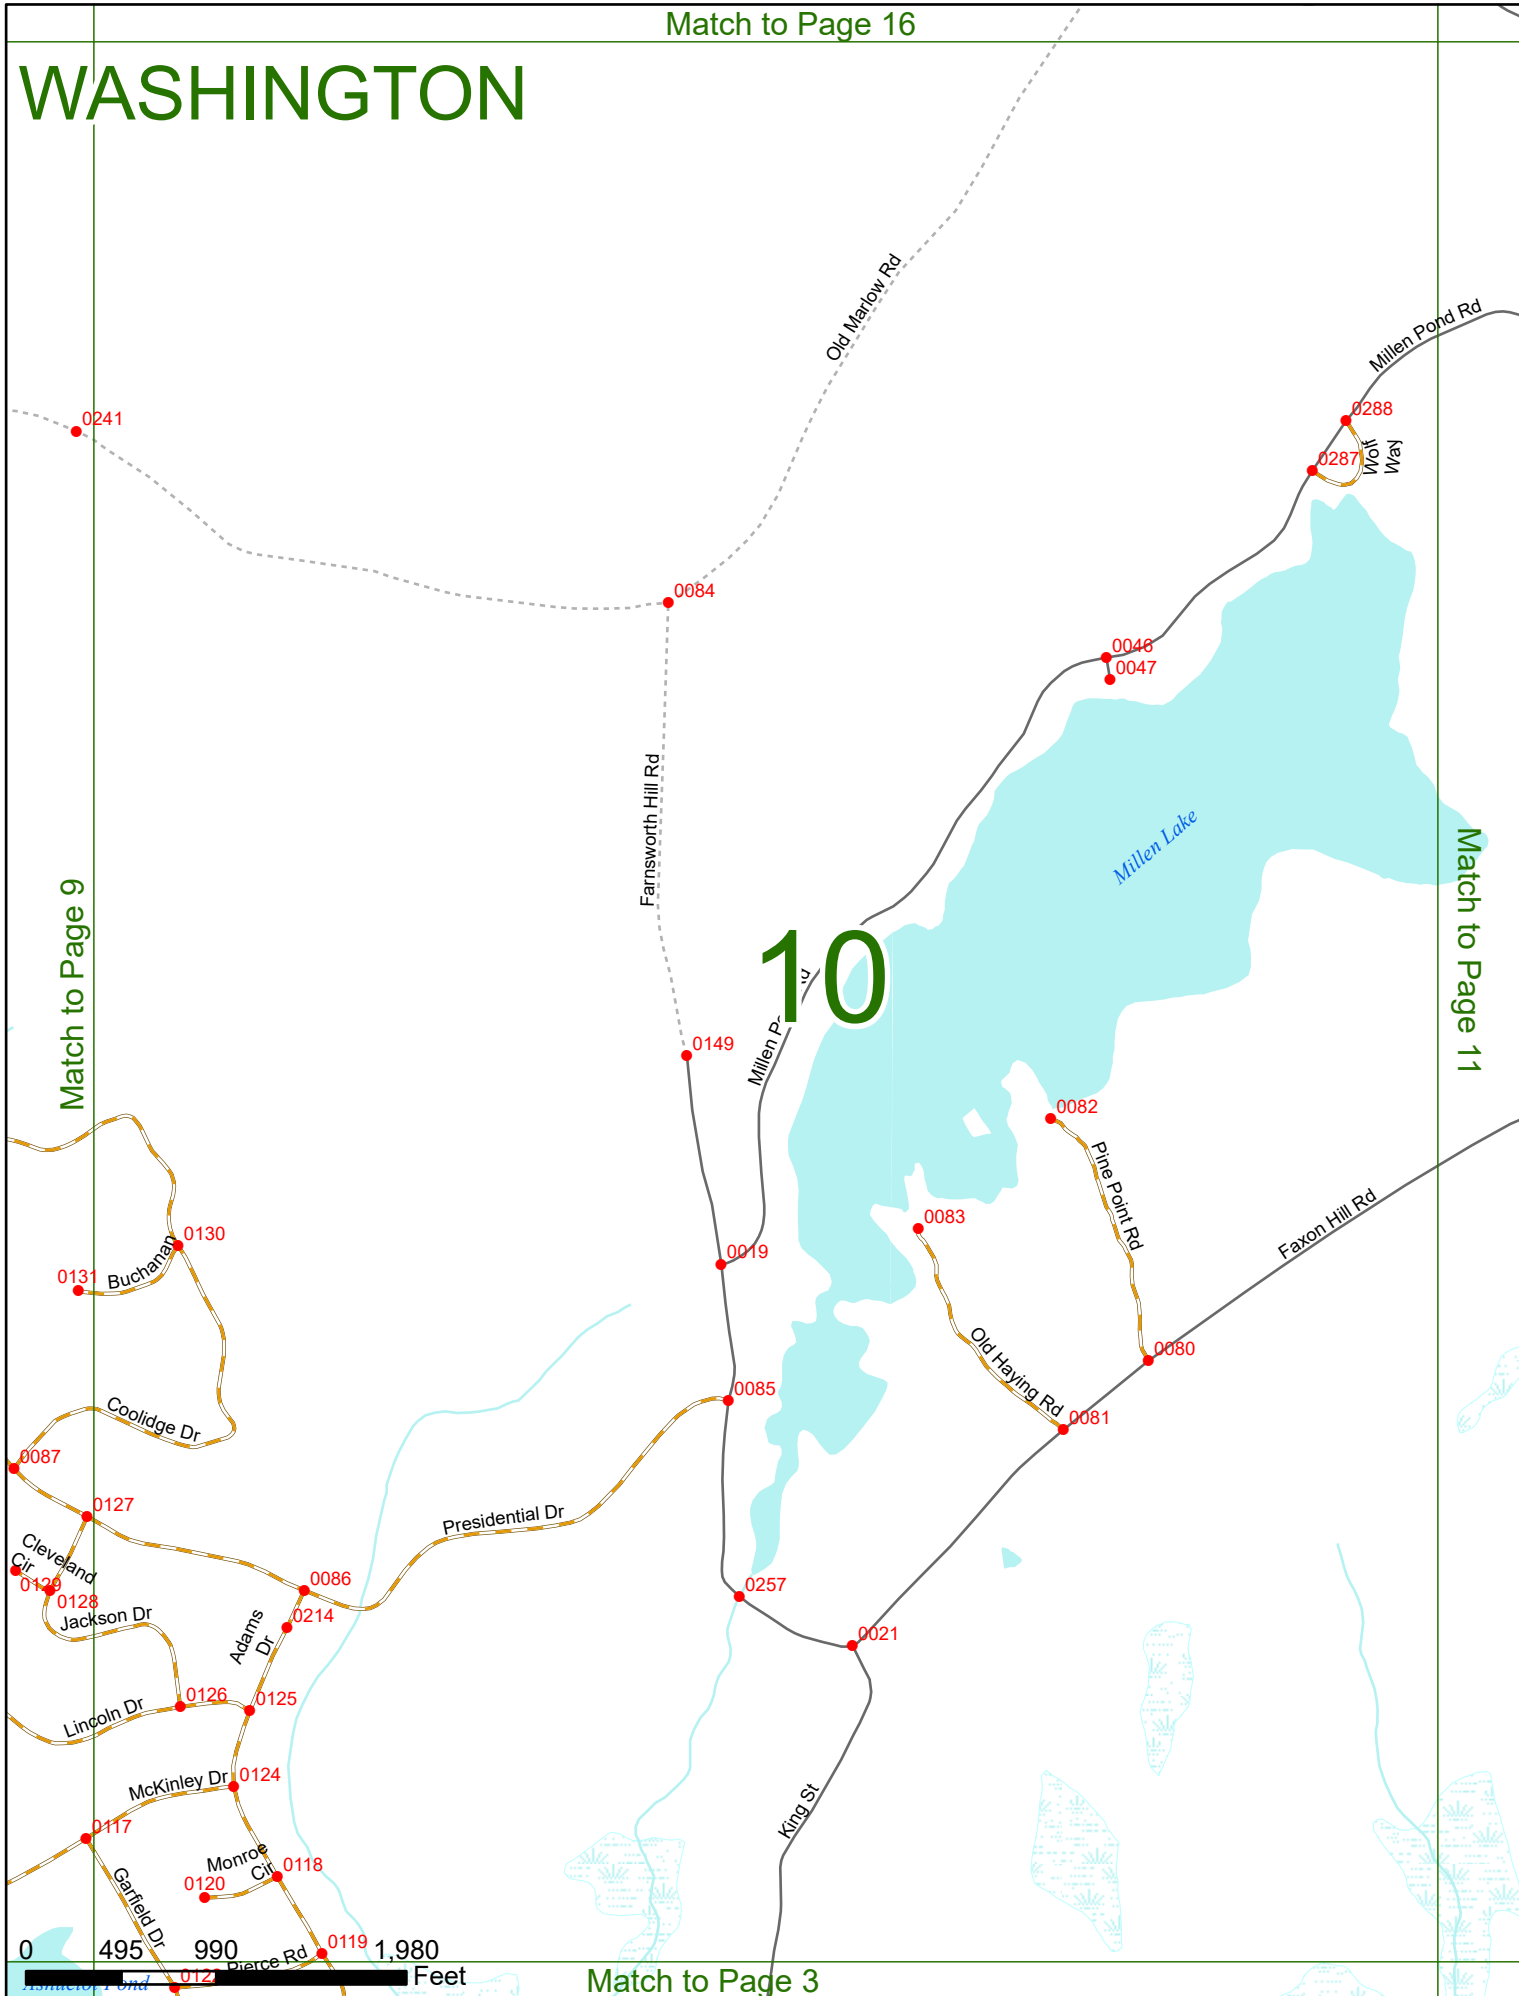 Match to Page 16
WASHINGTON
Old Marlow Rd
Millen Pond Rd
0288
0241
Wolf
Way
0287
0084
0046
0047
Farnsworth Hill Rd
Millen Lake
Match to Page 9
Match to Page 11
10
Millen
0149
0082
Pine Point Rd
0083
Faxon Hill Rd
0130
Buchanan
0131
0019
Old Haying Rd
0080
0085
0081
Coolidge Dr
0087
0127
Presidential Dr
Cleveland
Cir
0129
0128
0086
Jackson Dr
0214
Adams
Dr
0257
0021
0126
0125
Lincoln Dr
McKinley Dr
0124
King St
0117
Monroe
Cir
0118
0120
Garfield Dr
0119
Pierce Rd
0 495 990 1,980
Feet
Pond
Match to Page 3